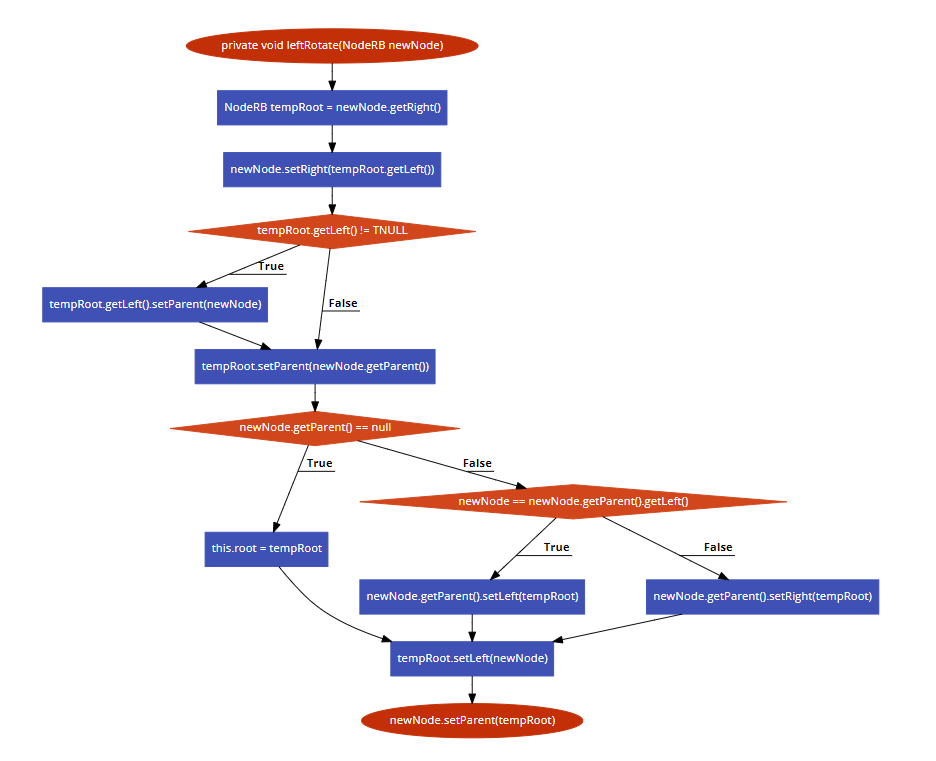 private void leftRotate(NodeRB newNode)
NodeRB tempRoot = newNode.getRight()
newNode.setRight(tempRoot.getLeft())
tempRoot.getLeft() != TNULL
True
tempRoot.getLeft().setParent(newNode)
False
tempRoot.setParent(newNode.getParent())
newNode.getParent() == null
True
False
newNode == newNode.getParent().getLeft()
this.root = tempRoot
True
False
newNode.getParent().setLeft(tempRoot)
newNode.getParent().setRight(tempRoot)
tempRoot.setLeft(newNode)
newNode.setParent(tempRoot)